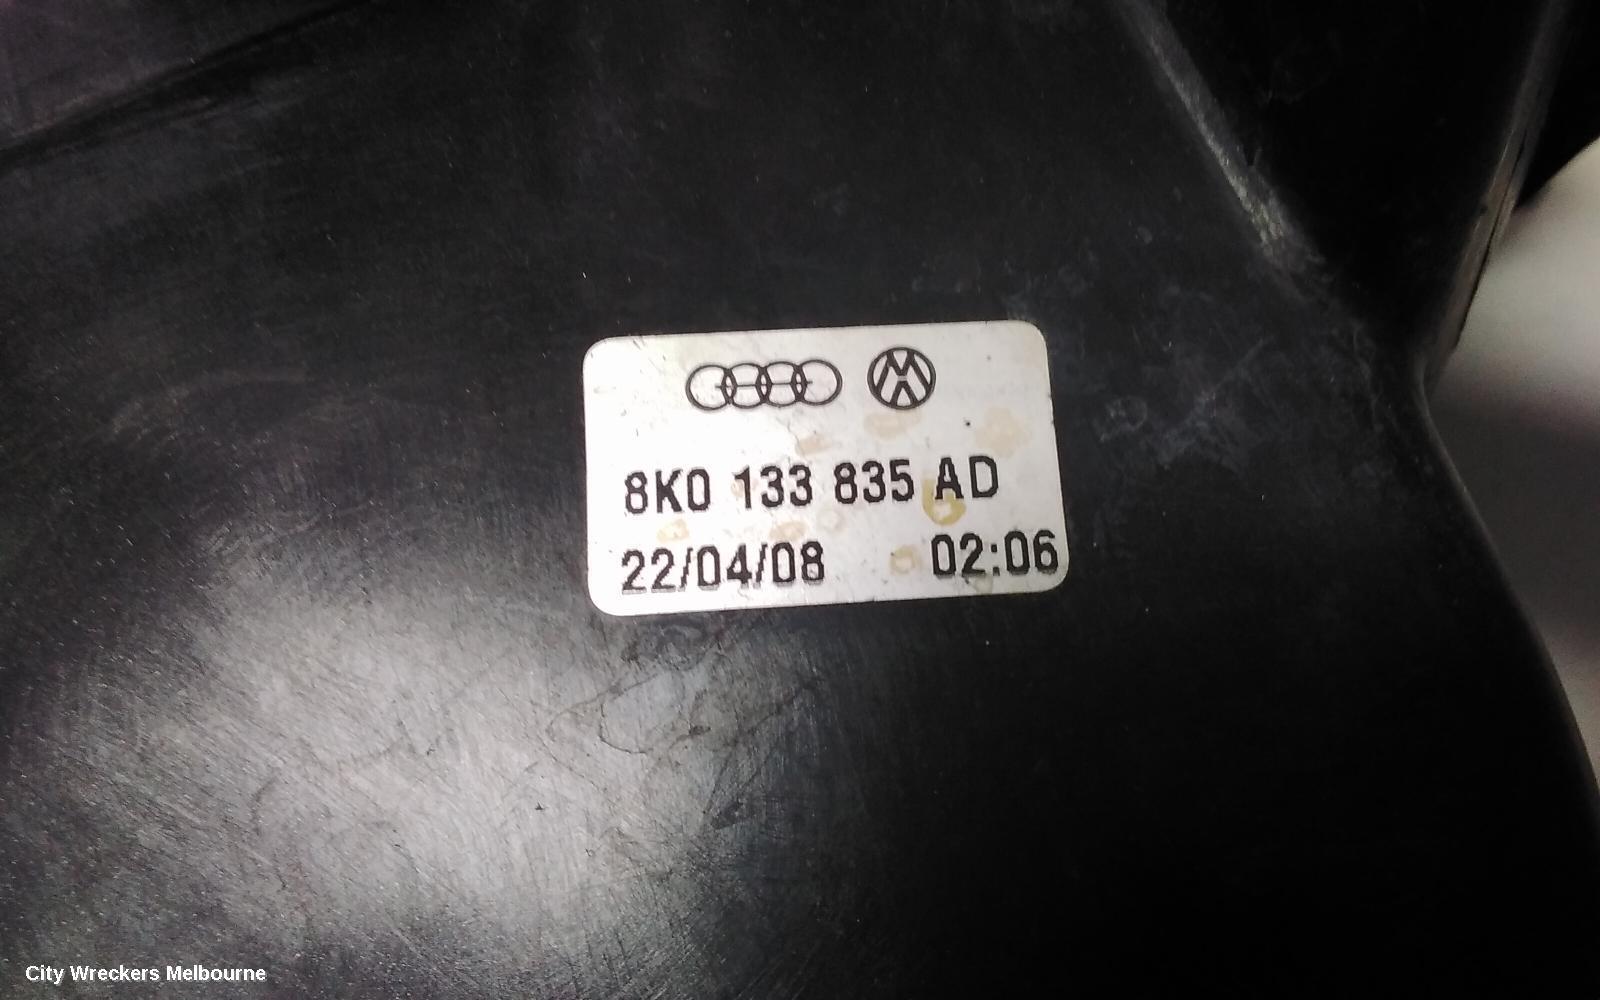 8K0 133 835 AD
22/04/08 02:06
City Wreckers Melbourne